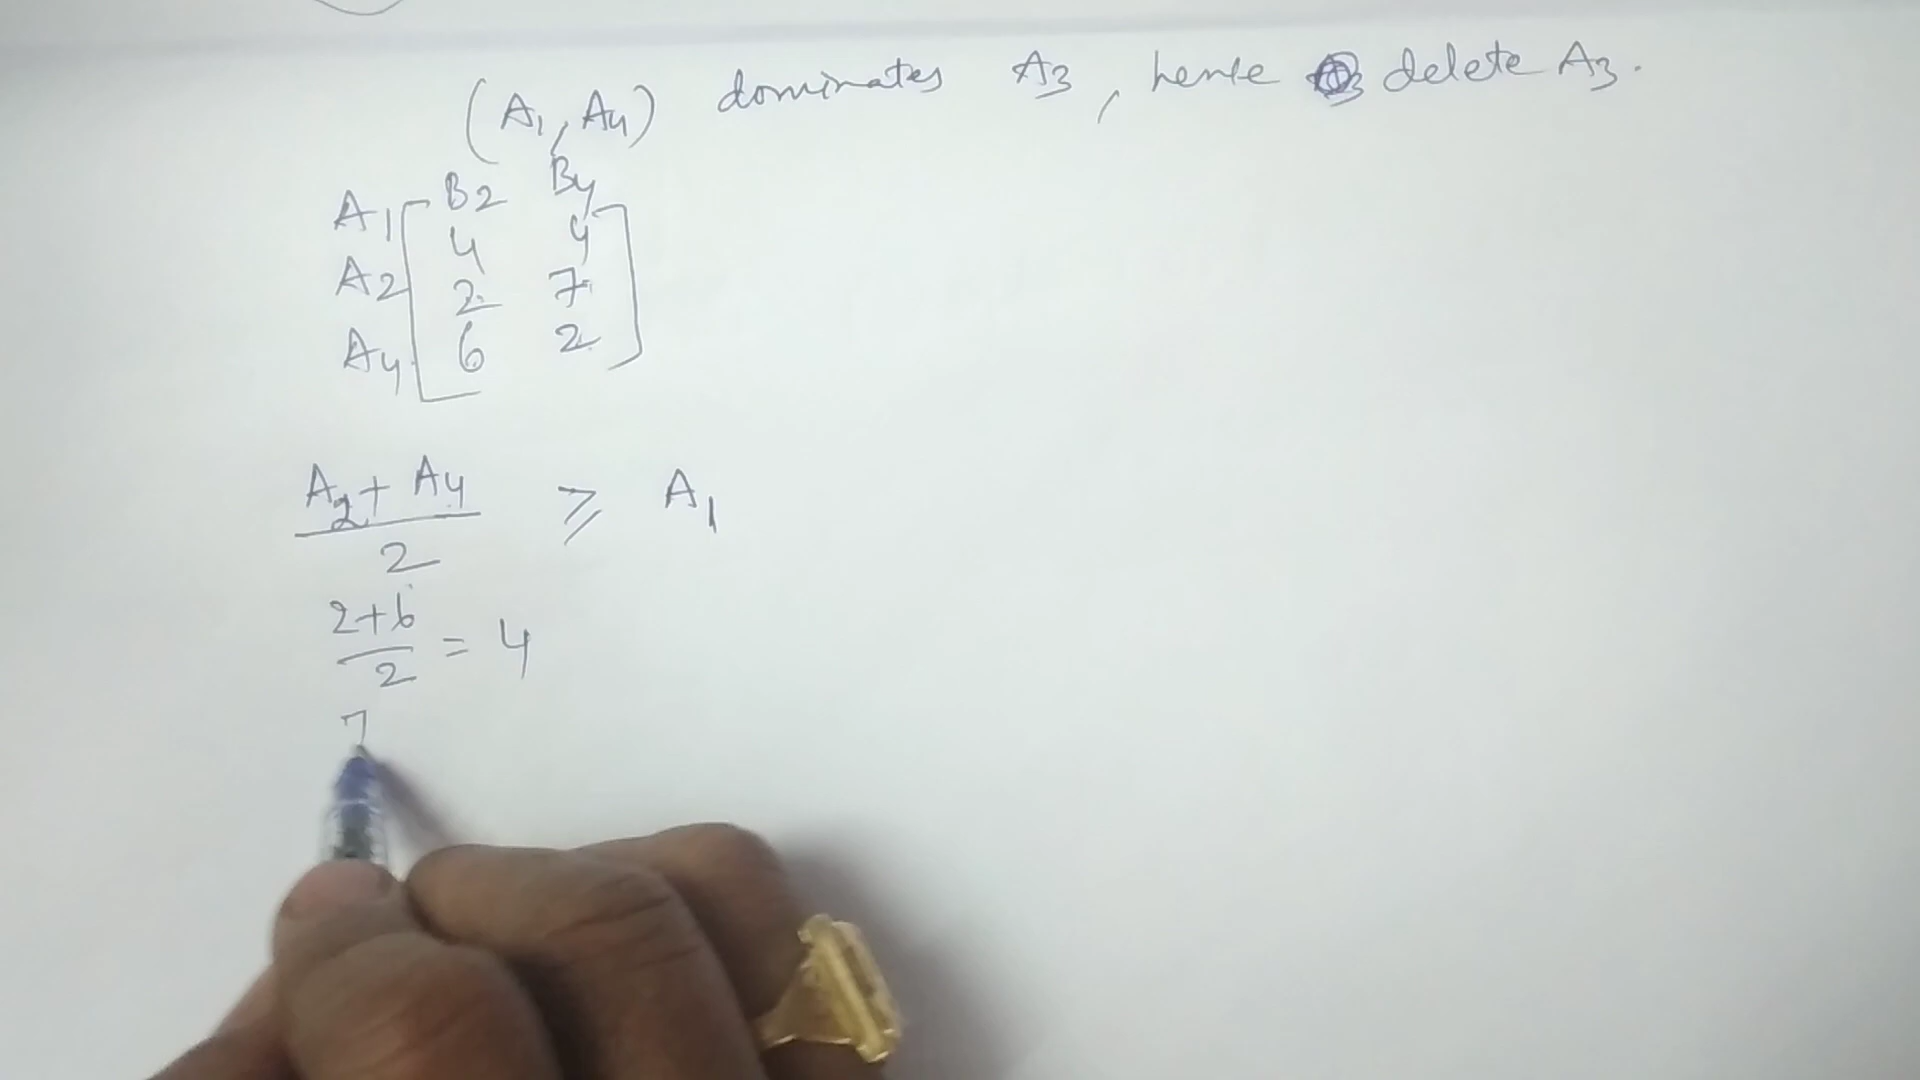 (A1, A4) dominates A3, hence delete A3.
B2 B4
A1 4 4
A2 2 7
A4 6 2
A2 + A4 / 2 ≥ A1
2+6 / 2 = 4
7